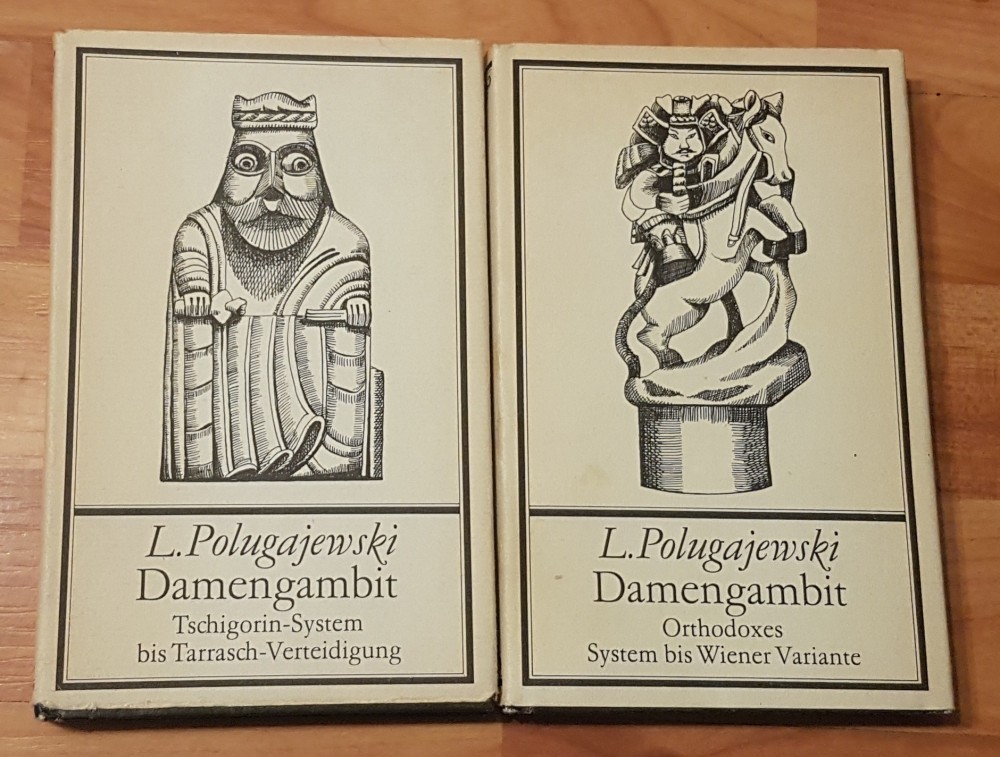 L. Polugajewski
Damengambit
Tschigorin-System
bis Tarrasch-Verteidigung
L. Polugajewski
Damengambit
Orthodoxes
System bis Wiener Variante